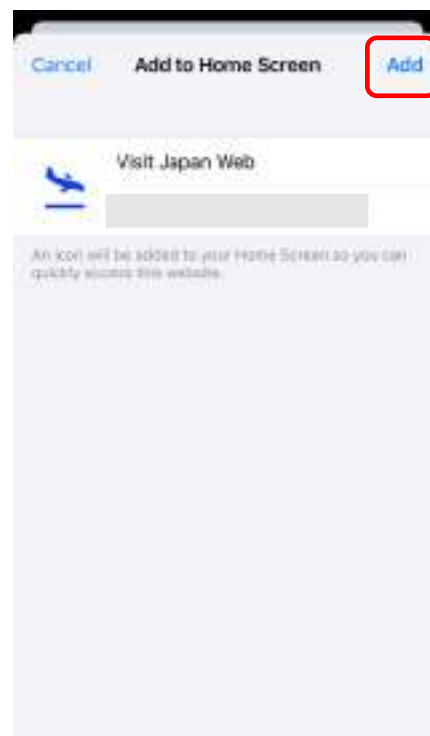 Cancel Add to Home Screen Add
Visit Japan Web
An icon will be added to your Home Screen so you can
quickly access this website.